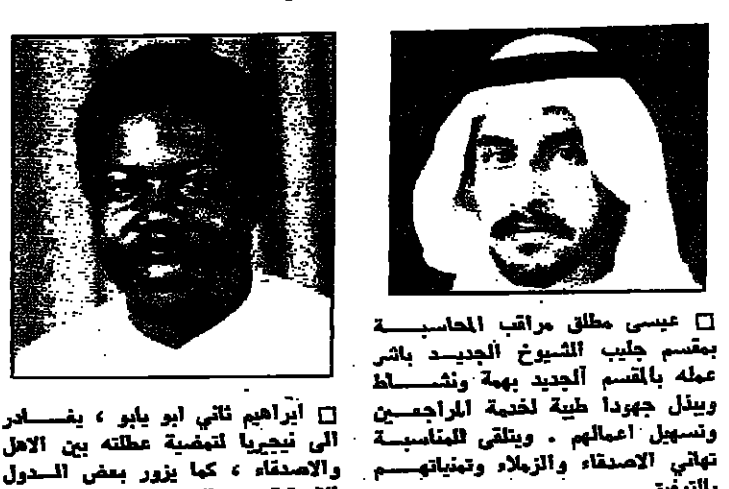 □ عيسى مطلق مراقب المحاسبة
بمقسم جليب الشيوخ الجديد باشر
عمله بالمقسم الجديد بهمة ونشاط
ويبذل جهودا طيبة لخدمة المراجعين
وتسهيل اعمالهم . ويتلقى للمناسبة
تهاني الاصدقاء والزملاء وتمنياتهم
بالتوفيق
□ ابراهيم ثاني ابو يابو ، يغادر
الى نيجيريا لتمضية عطلته بين الاهل
والاصدقاء ، كما يزور بعض الدول